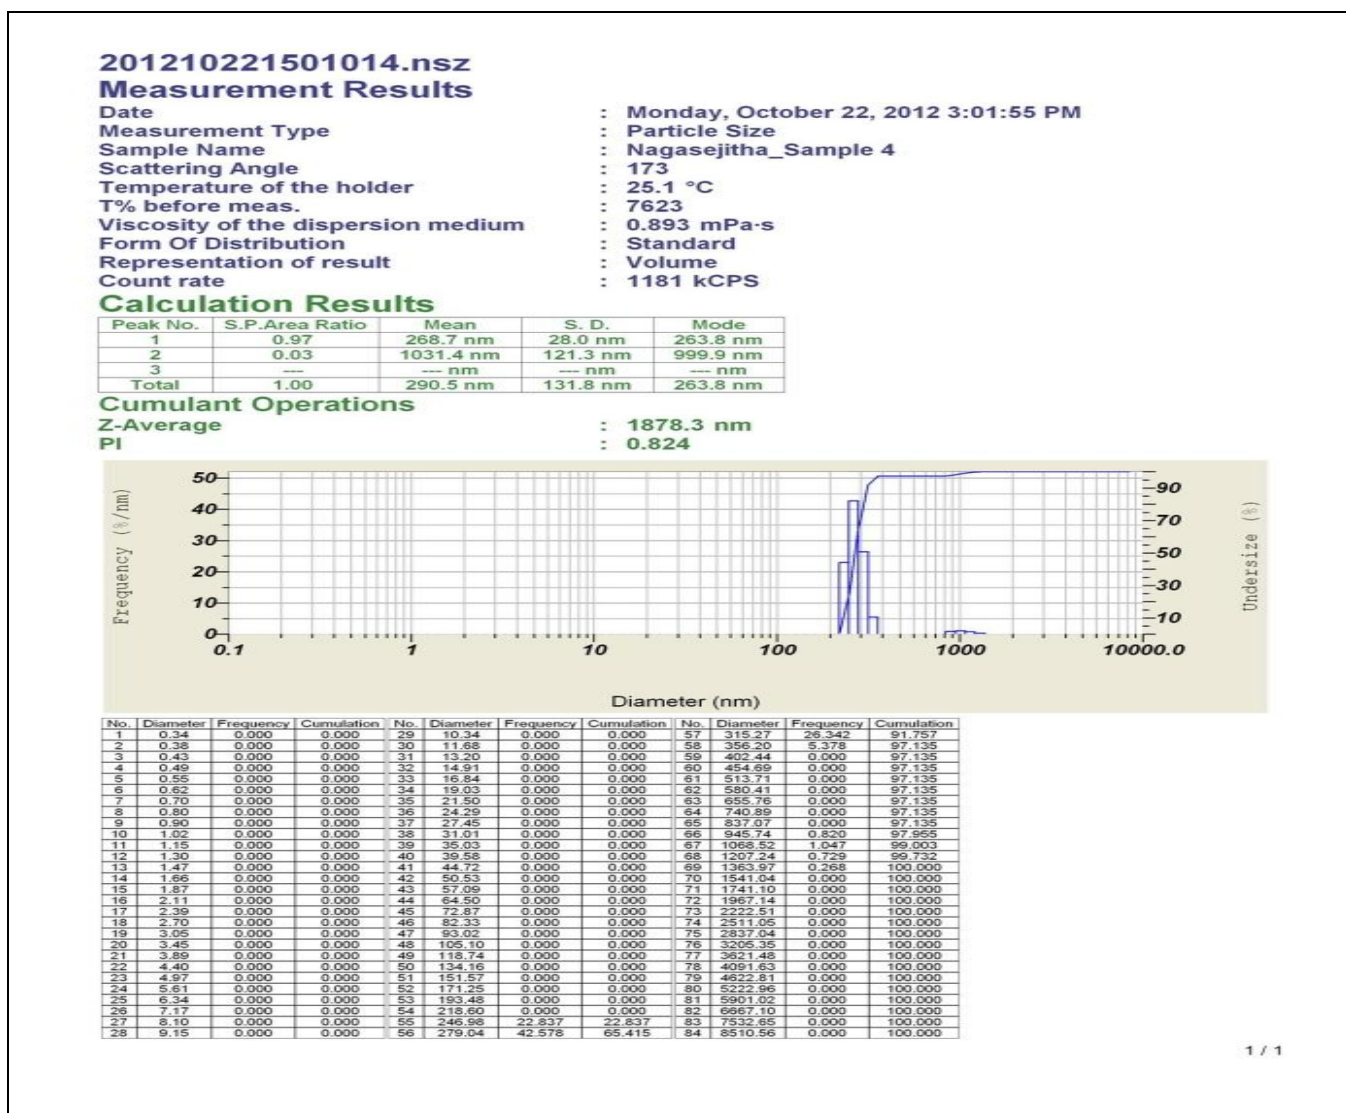 201210221501014.nsz
Measurement Results
Date : Monday, October 22, 2012 3:01:55 PM
Measurement Type : Particle Size
Sample Name : Nagasejitha_Sample 4
Scattering Angle : 173
Temperature of the holder : 25.1 °C
T% before meas. : 7623
Viscosity of the dispersion medium : 0.893 mPa·s
Form Of Distribution : Standard
Representation of result : Volume
Count rate : 1181 kCPS
Calculation Results
Peak No. S.P.Area Ratio Mean S. D. Mode
1 0.97 268.7 nm 28.0 nm 263.8 nm
2 0.03 1031.4 nm 121.3 nm 999.9 nm
3 --- --- nm --- nm --- nm
Total 1.00 290.5 nm 131.8 nm 263.8 nm
Cumulant Operations
Z-Average : 1878.3 nm
PI : 0.824
Frequency (%/nm)
50
40
30
20
10
0
0.1 1 10 100 1000 10000.0
90
70
50
30
10
Undersize (%)
Diameter (nm)
No. Diameter Frequency Cumulation No. Diameter Frequency Cumulation No. Diameter Frequency Cumulation
1 0.34 0.000 0.000 29 10.34 0.000 0.000 57 315.27 26.342 91.757
2 0.38 0.000 0.000 30 11.68 0.000 0.000 58 356.20 5.378 97.135
3 0.43 0.000 0.000 31 13.20 0.000 0.000 59 402.44 0.000 97.135
4 0.49 0.000 0.000 32 14.91 0.000 0.000 60 454.69 0.000 97.135
5 0.55 0.000 0.000 33 16.84 0.000 0.000 61 513.71 0.000 97.135
6 0.62 0.000 0.000 34 19.03 0.000 0.000 62 580.41 0.000 97.135
7 0.70 0.000 0.000 35 21.50 0.000 0.000 63 655.76 0.000 97.135
8 0.80 0.000 0.000 36 24.29 0.000 0.000 64 740.89 0.000 97.135
9 0.90 0.000 0.000 37 27.45 0.000 0.000 65 837.07 0.000 97.135
10 1.02 0.000 0.000 38 31.01 0.000 0.000 66 945.74 0.820 97.955
11 1.15 0.000 0.000 39 35.03 0.000 0.000 67 1068.52 1.047 99.003
12 1.30 0.000 0.000 40 39.58 0.000 0.000 68 1207.24 0.729 99.732
13 1.47 0.000 0.000 41 44.72 0.000 0.000 69 1363.97 0.268 100.000
14 1.66 0.000 0.000 42 50.53 0.000 0.000 70 1541.04 0.000 100.000
15 1.87 0.000 0.000 43 57.09 0.000 0.000 71 1741.10 0.000 100.000
16 2.11 0.000 0.000 44 64.50 0.000 0.000 72 1967.14 0.000 100.000
17 2.39 0.000 0.000 45 72.87 0.000 0.000 73 2222.51 0.000 100.000
18 2.70 0.000 0.000 46 82.33 0.000 0.000 74 2511.05 0.000 100.000
19 3.05 0.000 0.000 47 93.02 0.000 0.000 75 2837.04 0.000 100.000
20 3.45 0.000 0.000 48 105.10 0.000 0.000 76 3205.35 0.000 100.000
21 3.89 0.000 0.000 49 118.74 0.000 0.000 77 3621.48 0.000 100.000
22 4.40 0.000 0.000 50 134.16 0.000 0.000 78 4091.63 0.000 100.000
23 4.97 0.000 0.000 51 151.57 0.000 0.000 79 4622.81 0.000 100.000
24 5.61 0.000 0.000 52 171.25 0.000 0.000 80 5222.96 0.000 100.000
25 6.34 0.000 0.000 53 193.48 0.000 0.000 81 5901.02 0.000 100.000
26 7.17 0.000 0.000 54 218.60 0.000 0.000 82 6667.10 0.000 100.000
27 8.10 0.000 0.000 55 246.98 22.837 22.837 83 7532.65 0.000 100.000
28 9.15 0.000 0.000 56 279.04 42.578 65.415 84 8510.56 0.000 100.000
1 / 1